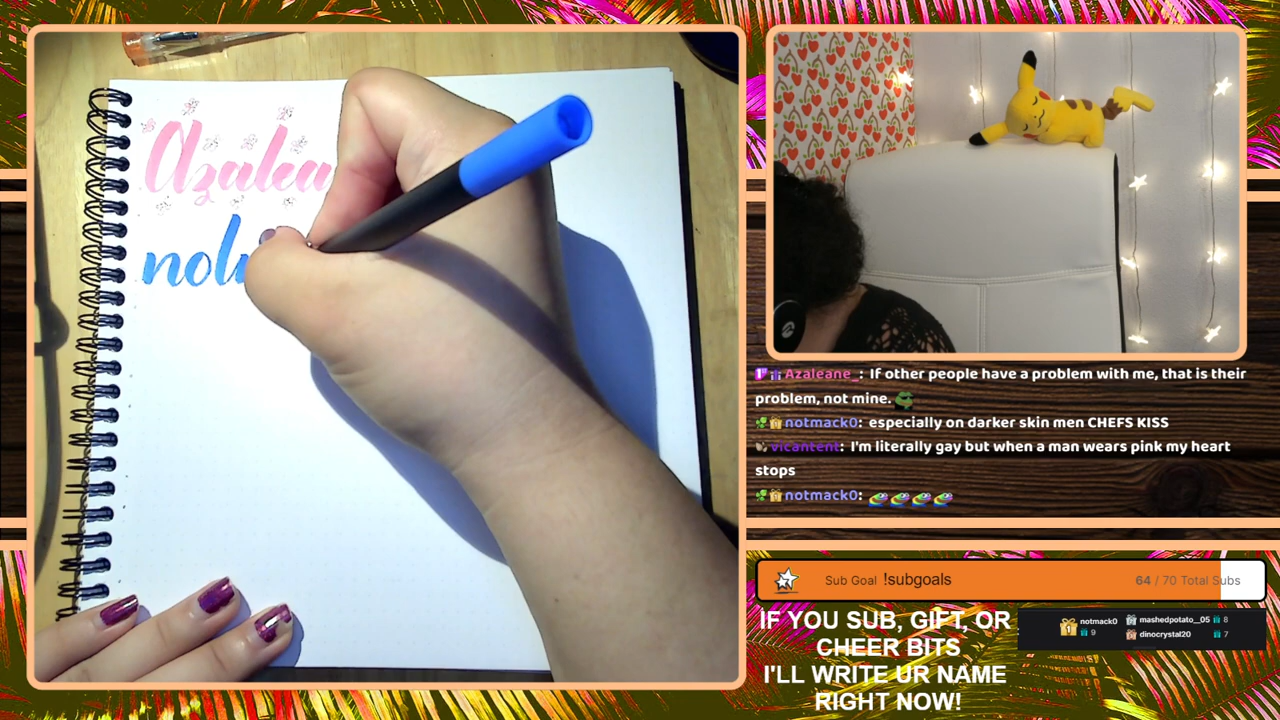 Azalea
Azaleane_: If other people have a problem with me, that is their
problem, not mine.
notmack0: especially on darker skin men CHEFS KISS
vicantent: I'm literally gay but when a man wears pink my heart
stops
notmack0:
Sub Goal !subgoals 64 / 70 Total Subs
IF YOU SUB, GIFT, OR
CHEER BITS
I'LL WRITE UR NAME
RIGHT NOW!
1 notmack0 9
mashedpotato__05 8
dinocrystal20 7